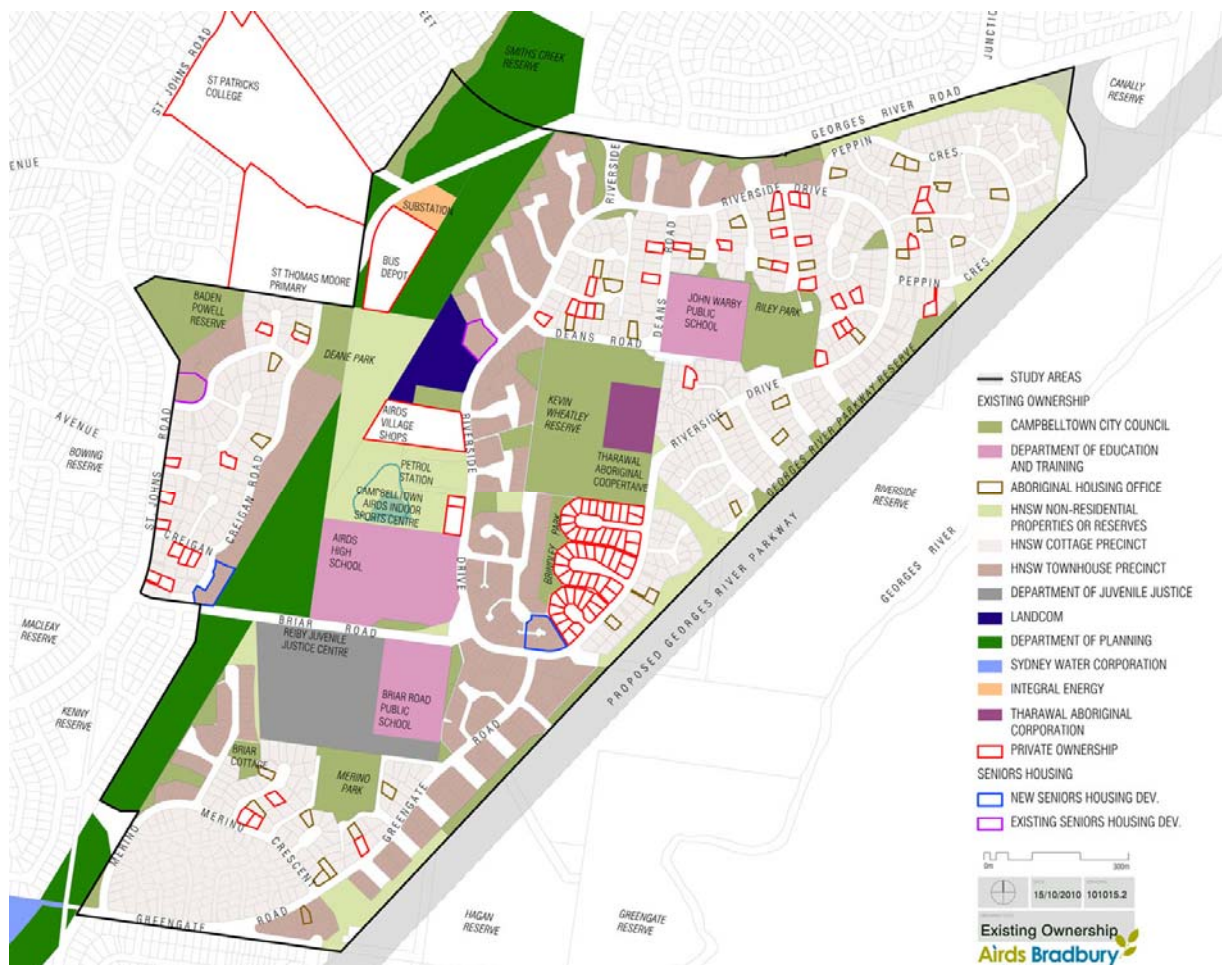 ST. JOHNS ROAD
ST PATRICKS
COLLEGE
SMITHS CREEK
RESERVE
JUNCTIO
CANALLY
RESERVE
GEORGES RIVER ROAD
ENUE
PEPPIN
CRES.
RIVERSIDE
RIVERSIDE DRIVE
SUBSTATION
BUS
DEPOT
ST THOMAS MOORE
PRIMARY
BADEN
POWELL
RESERVE
DEANE PARK
DEANS ROAD
DEANS ROAD
JOHN WARBY
PUBLIC
SCHOOL
RILEY PARK
PEPPIN
CRES.
AIRDS
VILLAGE
SHOPS
RIVERSIDE
KEVIN
WHEATLEY
RESERVE
RIVERSIDE DRIVE
THARAWAL
ABORIGINAL
COOPERTAIVE
GEORGES RIVER PARKWAY RESERVE
AVENUE
BOWING
RESERVE
ST JOHNS ROAD
CREIGAN ROAD
CREIGAN
PETROL
STATION
CAMPBELLTOWN
AIRDS INDOOR
SPORTS CENTRE
RIVERSIDE
RESERVE
GEORGES RIVER
AIRDS
HIGH
SCHOOL
DRIVE
BRINDLEY PARK
PROPOSED GEORGES RIVER PARKWAY
MACLEAY
RESERVE
BRIAR ROAD
REIBY JUVENILE
JUSTICE CENTRE
BRIAR ROAD
PUBLIC
SCHOOL
KENNY
RESERVE
BRIAR
COTTAGE
MERINO
PARK
MERINO
MERINO
CRESCENT
GREENGATE
ROAD
GREENGATE ROAD
HAGAN
RESERVE
GREENGATE
RESERVE
STUDY AREAS
EXISTING OWNERSHIP
CAMPBELLTOWN CITY COUNCIL
DEPARTMENT OF EDUCATION
AND TRAINING
ABORIGINAL HOUSING OFFICE
HNSW NON-RESIDENTIAL
PROPERTIES OR RESERVES
HNSW COTTAGE PRECINCT
HNSW TOWNHOUSE PRECINCT
DEPARTMENT OF JUVENILE JUSTICE
LANDCOM
DEPARTMENT OF PLANNING
SYDNEY WATER CORPORATION
INTEGRAL ENERGY
THARAWAL ABORIGINAL
CORPORATION
PRIVATE OWNERSHIP
SENIORS HOUSING
NEW SENIORS HOUSING DEV.
EXISTING SENIORS HOUSING DEV.
0m 300m
15/10/2010 101015.2
Existing Ownership
Airds Bradbury